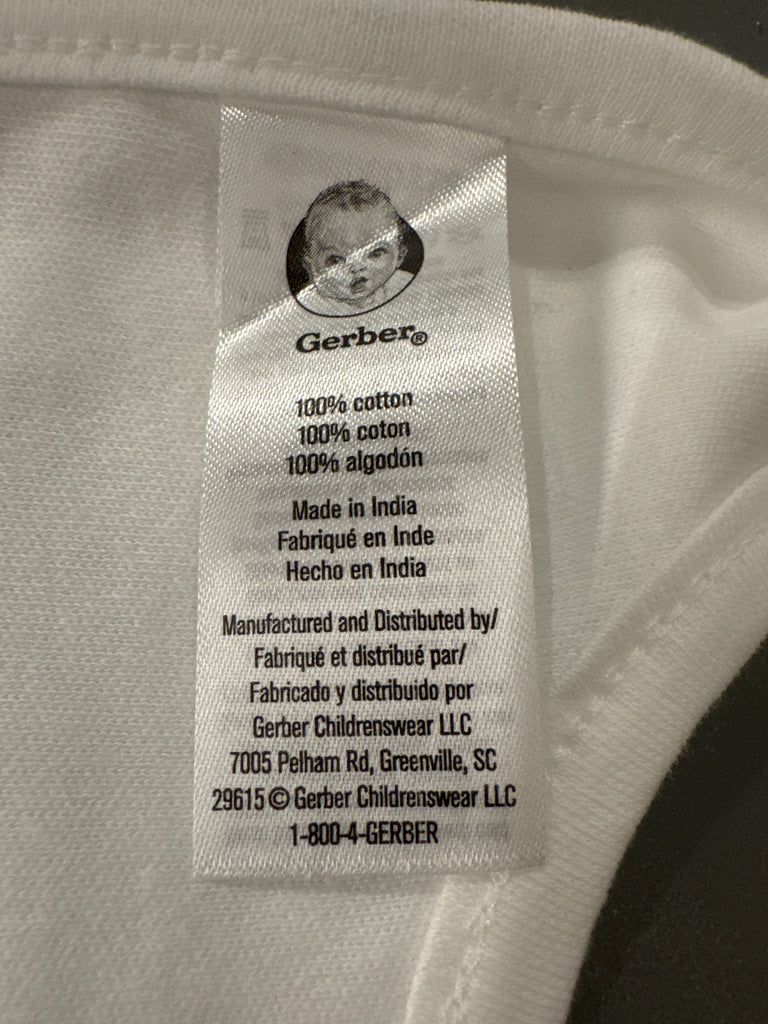 Gerber®
100% cotton
100% coton
100% algodón
Made in India
Fabriqué en Inde
Hecho en India
Manufactured and Distributed by/
Fabriqué et distribué par/
Fabricado y distribuido por
Gerber Childrenswear LLC
7005 Pelham Rd, Greenville, SC
29615 © Gerber Childrenswear LLC
1-800-4-GERBER